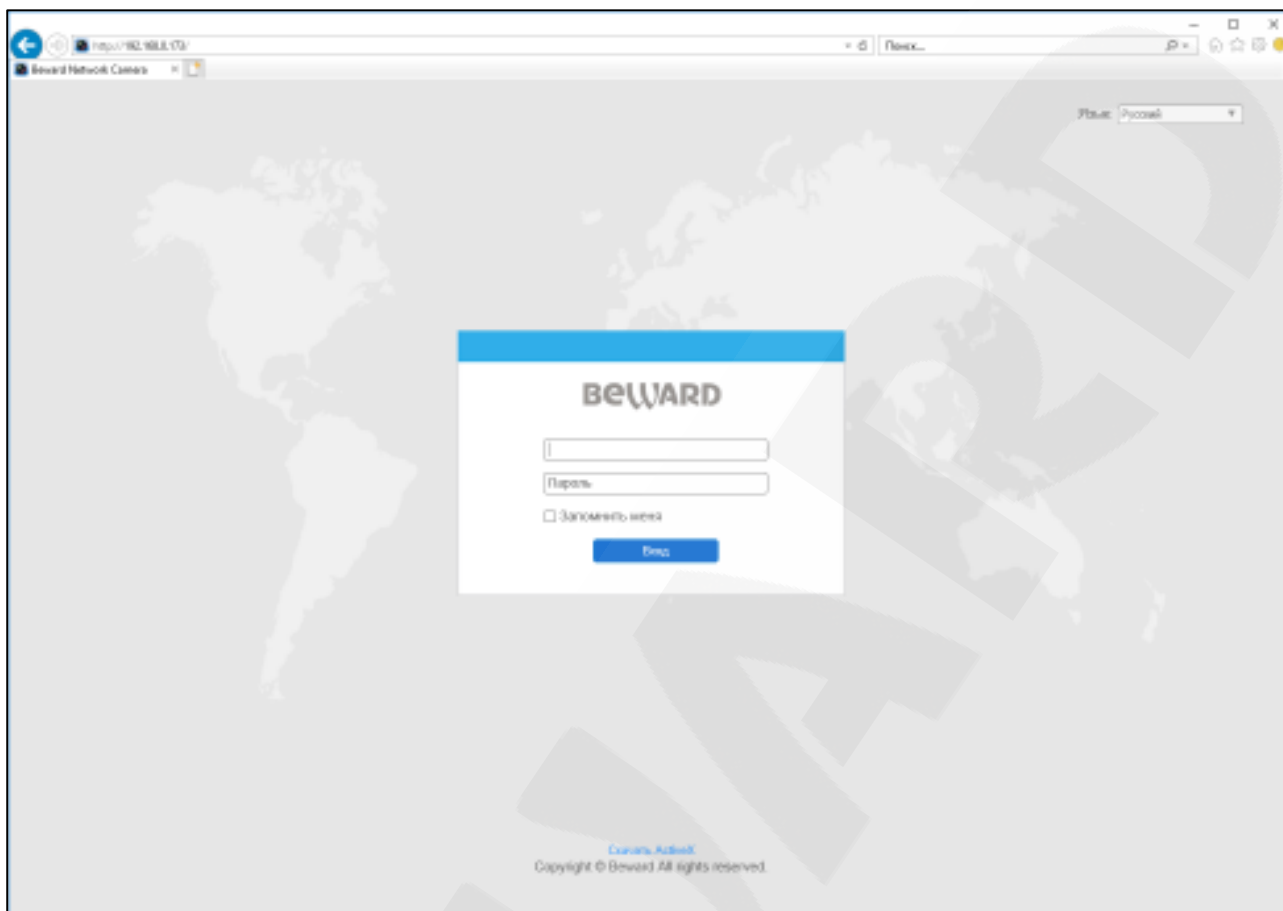 http://192.168.0.173/
Поиск...
Beward Network Camera
Язык: Русский
BEWARD
Пароль
Запомнить меня
Вход
Скачать ActiveX
Copyright © Beward All rights reserved.